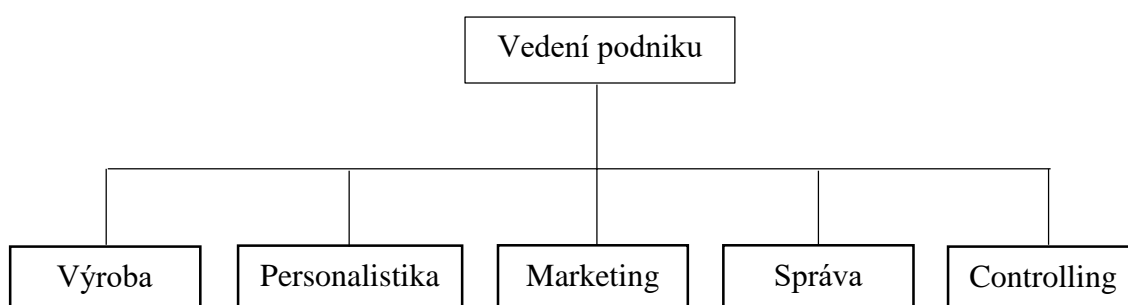 Vedení podniku
Výroba
Personalistika
Marketing
Správa
Controlling